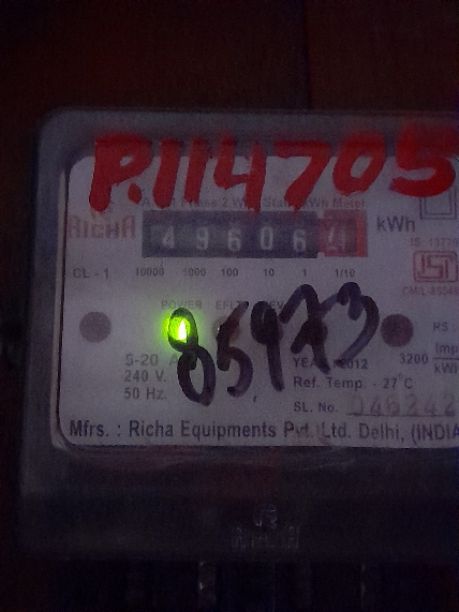 P.114705
RICHA
49606
kWh
CL - 1
10000 1000 100 10 1 1/10
POWER
85973
5-20 A
240 V.
50 Hz.
2012
3200
Ref. Temp. - 27°C
SL. No. 046242
Mfrs. : Richa Equipments Pvt. Ltd. Delhi, (INDIA